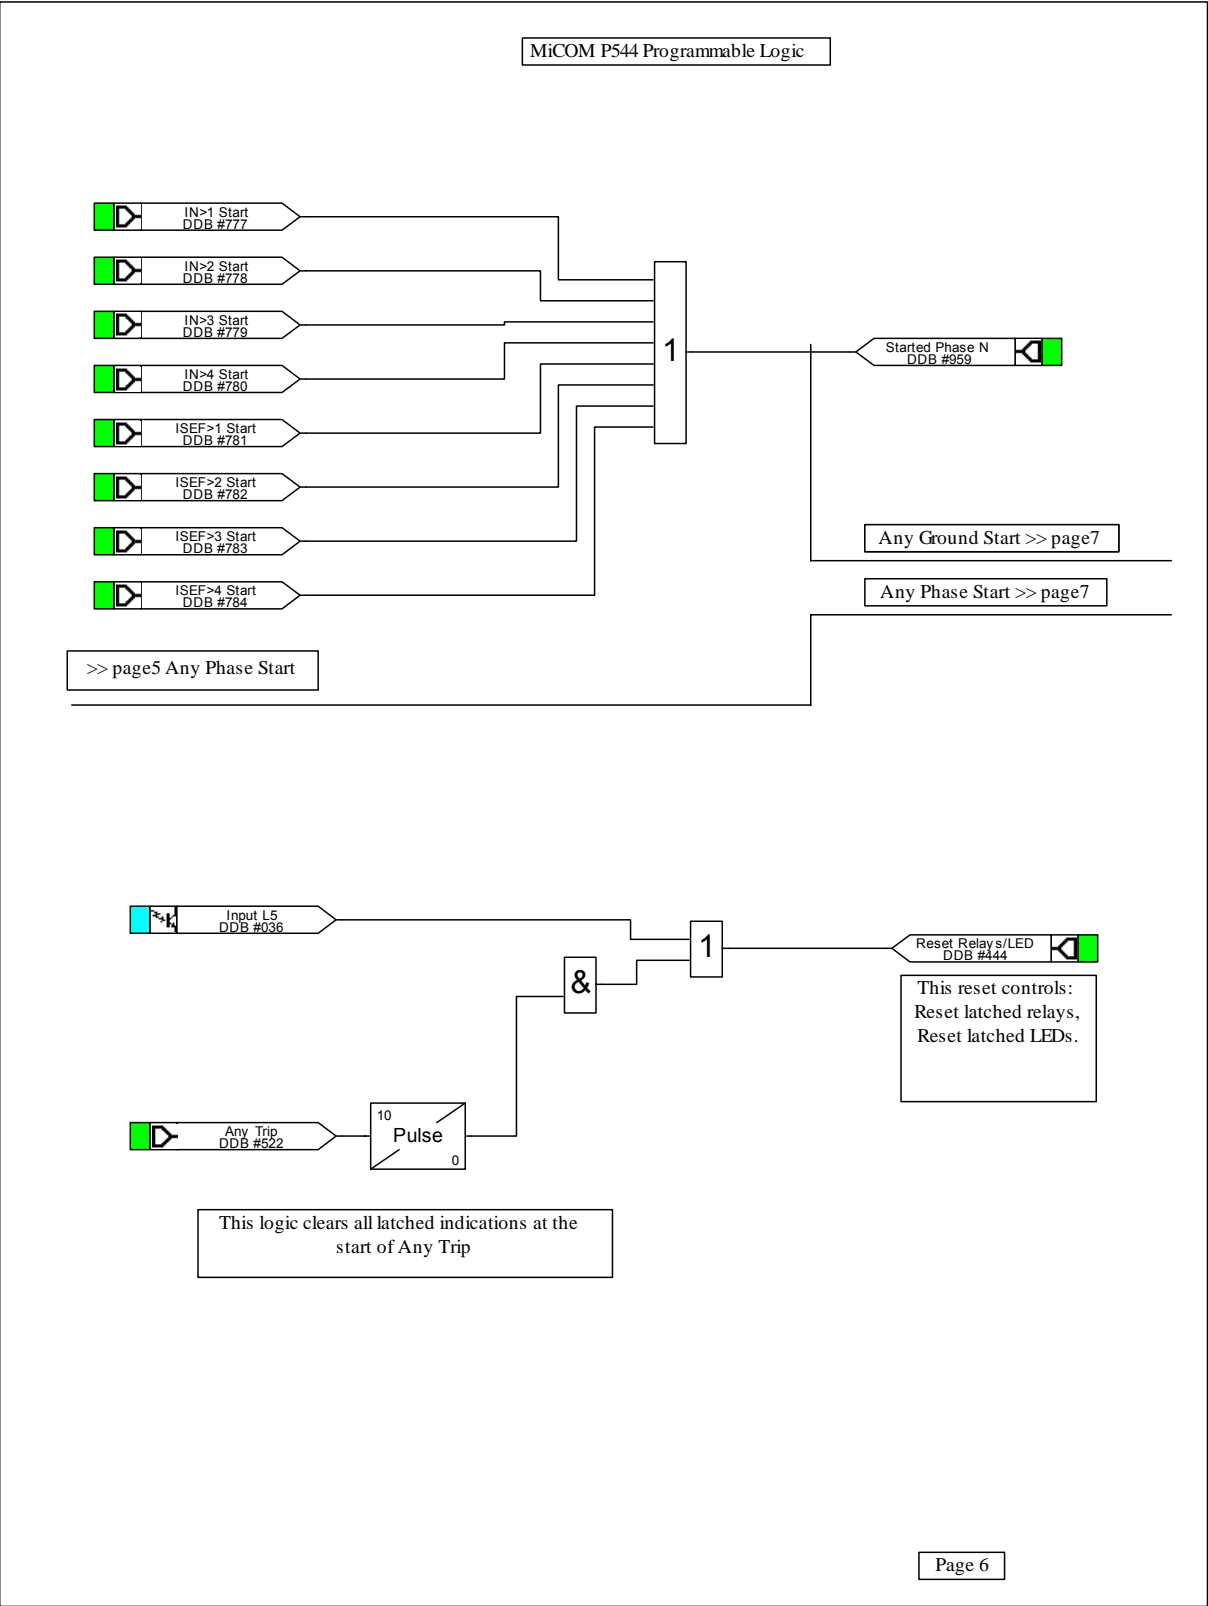 MiCOM P544 Programmable Logic
IN>1 Start
DDB #777
IN>2 Start
DDB #778
IN>3 Start
DDB #779
IN>4 Start
DDB #780
ISEF>1 Start
DDB #781
ISEF>2 Start
DDB #782
ISEF>3 Start
DDB #783
ISEF>4 Start
DDB #784
1
Started Phase N
DDB #959
Any Ground Start >> page7
Any Phase Start >> page7
>> page5 Any Phase Start
Input L5
DDB #036
&
1
Reset Relays/LED
DDB #444
This reset controls:
Reset latched relays,
Reset latched LEDs.
Any Trip
DDB #522
10
Pulse
0
This logic clears all latched indications at the
start of Any Trip
Page 6